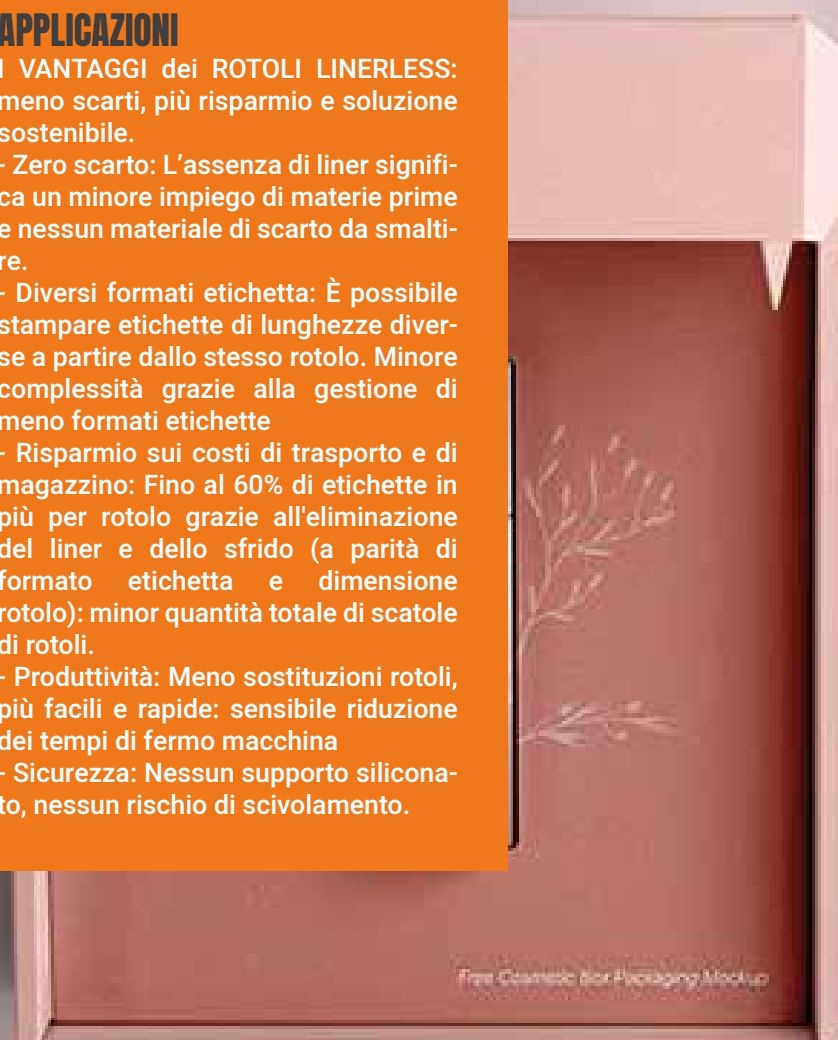 APPLICAZIONI
I VANTAGGI dei ROTOLI LINERLESS:
meno scarti, più risparmio e soluzione
sostenibile.
- Zero scarto: L’assenza di liner signifi-
ca un minore impiego di materie prime
e nessun materiale di scarto da smalti-
re.
- Diversi formati etichetta: È possibile
stampare etichette di lunghezze diver-
se a partire dallo stesso rotolo. Minore
complessità grazie alla gestione di
meno formati etichette
- Risparmio sui costi di trasporto e di
magazzino: Fino al 60% di etichette in
più per rotolo grazie all'eliminazione
del liner e dello sfrido (a parità di
formato etichetta e dimensione
rotolo): minor quantità totale di scatole
di rotoli.
- Produttività: Meno sostituzioni rotoli,
più facili e rapide: sensibile riduzione
dei tempi di fermo macchina
- Sicurezza: Nessun supporto silicona-
to, nessun rischio di scivolamento.
Free Cosmetic Box Packaging Mockup